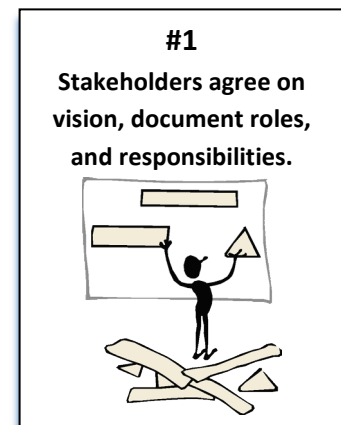 #1
Stakeholders agree on
vision, document roles,
and responsibilities.